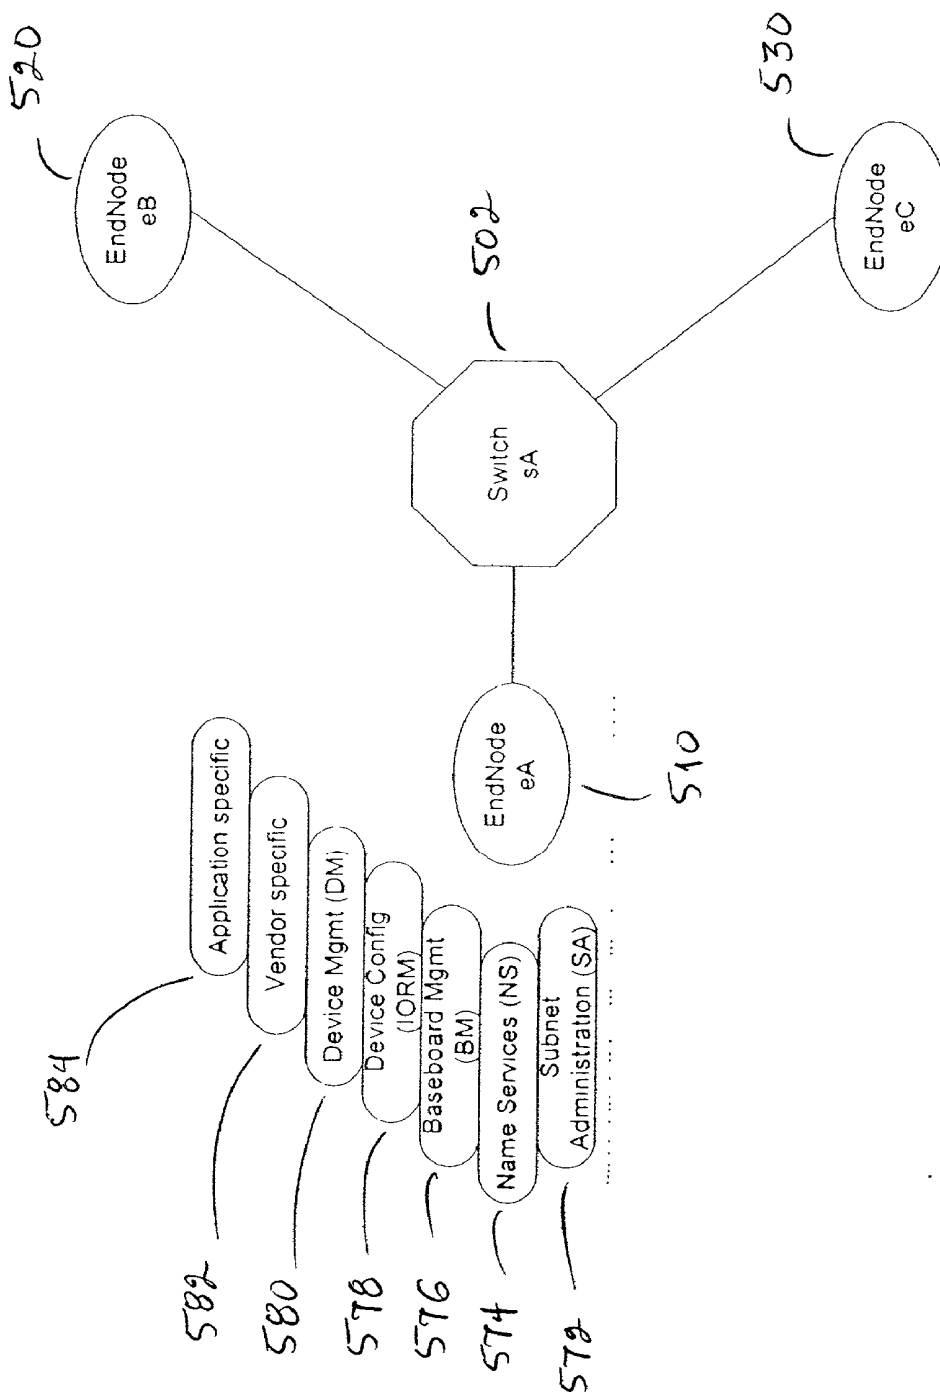 584
Application specific
582
Vendor specific
580
Device Mgmt (DM)
578
Device Config
(IORM)
576
Baseboard Mgmt
(BM)
574
Name Services (NS)
572
Subnet
Administration (SA)
EndNode
eA
510
Switch
sA
502
EndNode
eB
520
EndNode
eC
530